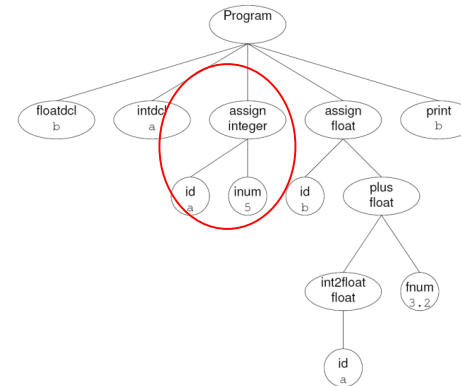 Program
floatdcl
b
intdcl
a
assign
integer
assign
float
print
b
id
a
inum
5
id
b
plus
float
int2float
float
fnum
3.2
id
a